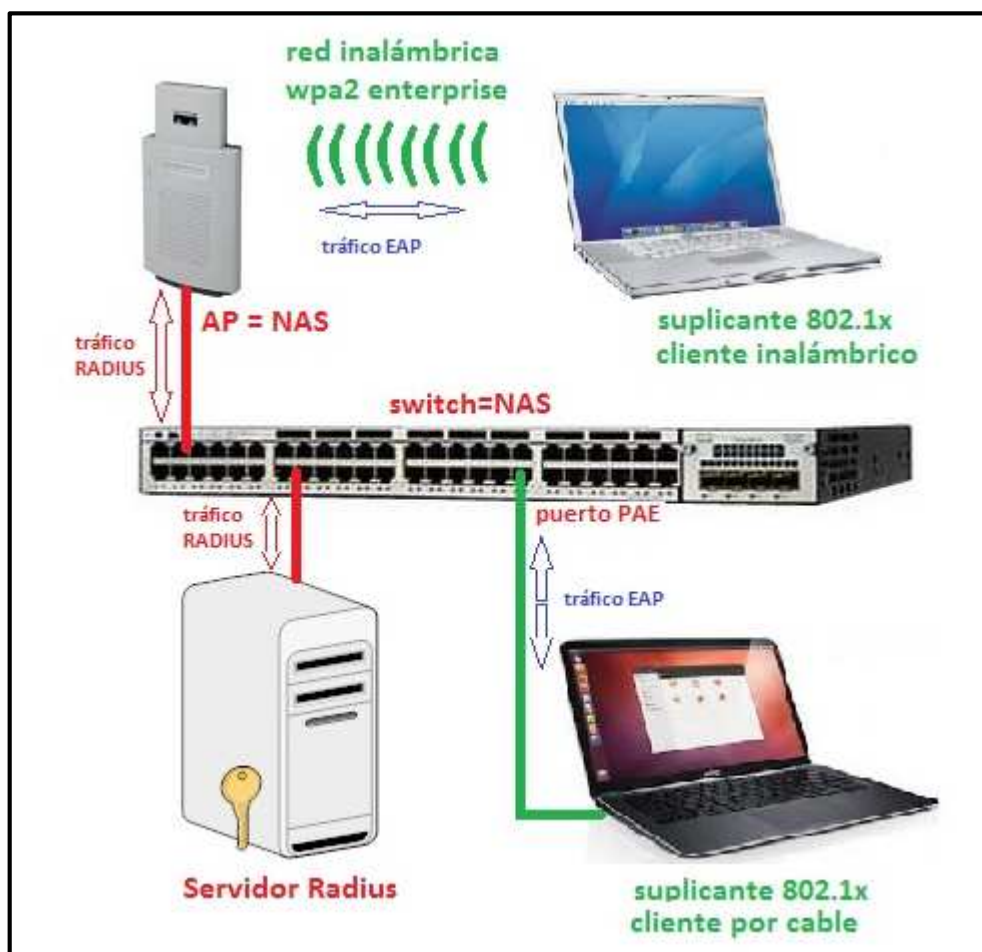 red inalámbrica
wpa2 enterprise
tráfico EAP
AP = NAS
tráfico
RADIUS
suplicante 802.1x
cliente inalámbrico
switch=NAS
tráfico
RADIUS
puerto PAE
tráfico EAP
Servidor Radius
suplicante 802.1x
cliente por cable